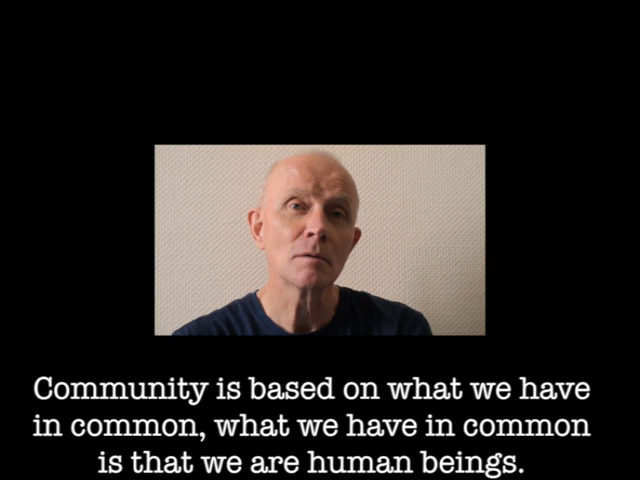 Community is based on what we have
in common, what we have in common
is that we are human beings.